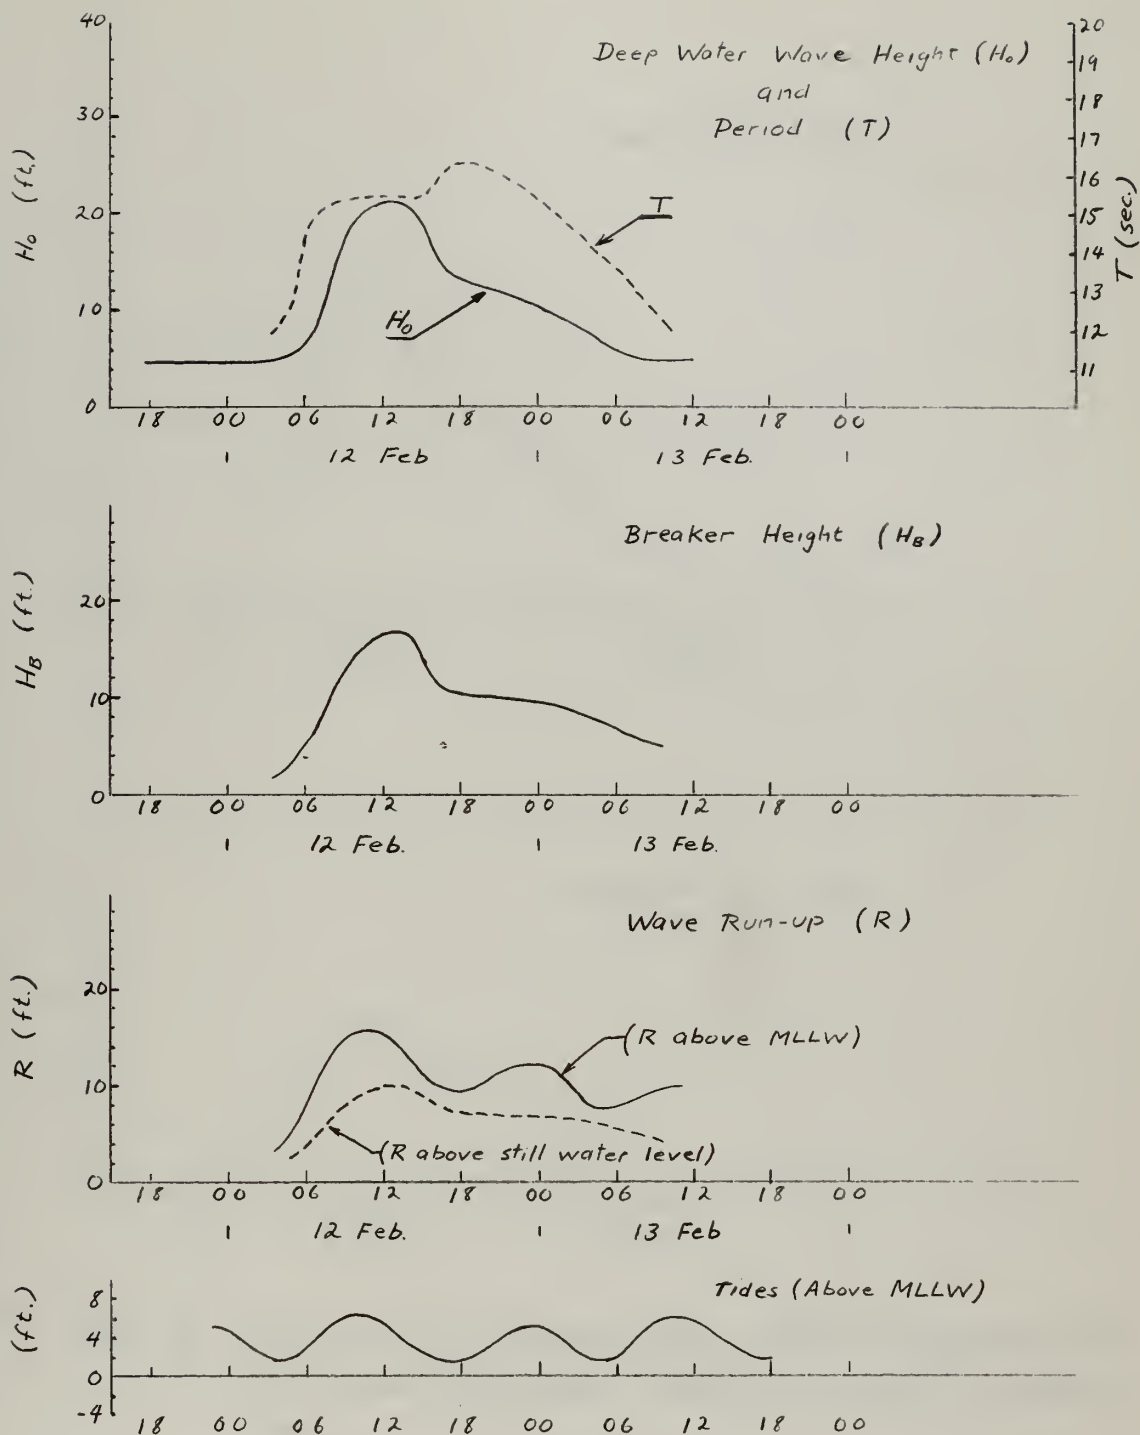 Deep Water Wave Height (Ho)
and
Period (T)
Ho (ft.)
40
30
20
10
0
T (sec.)
20
19
18
17
16
15
14
13
12
11
T
Ho
18 00 06 12 18 00 06 12 18 00
12 Feb 13 Feb.
Breaker Height (HB)
HB (ft.)
20
10
0
18 00 06 12 18 00 06 12 18 00
12 Feb. 13 Feb.
Wave Run-up (R)
R (ft.)
20
10
0
(R above MLLW)
(R above still water level)
18 00 06 12 18 00 06 12 18 00
12 Feb. 13 Feb
Tides (Above MLLW)
(ft.)
8
4
0
-4
18 00 06 12 18 00 06 12 18 00